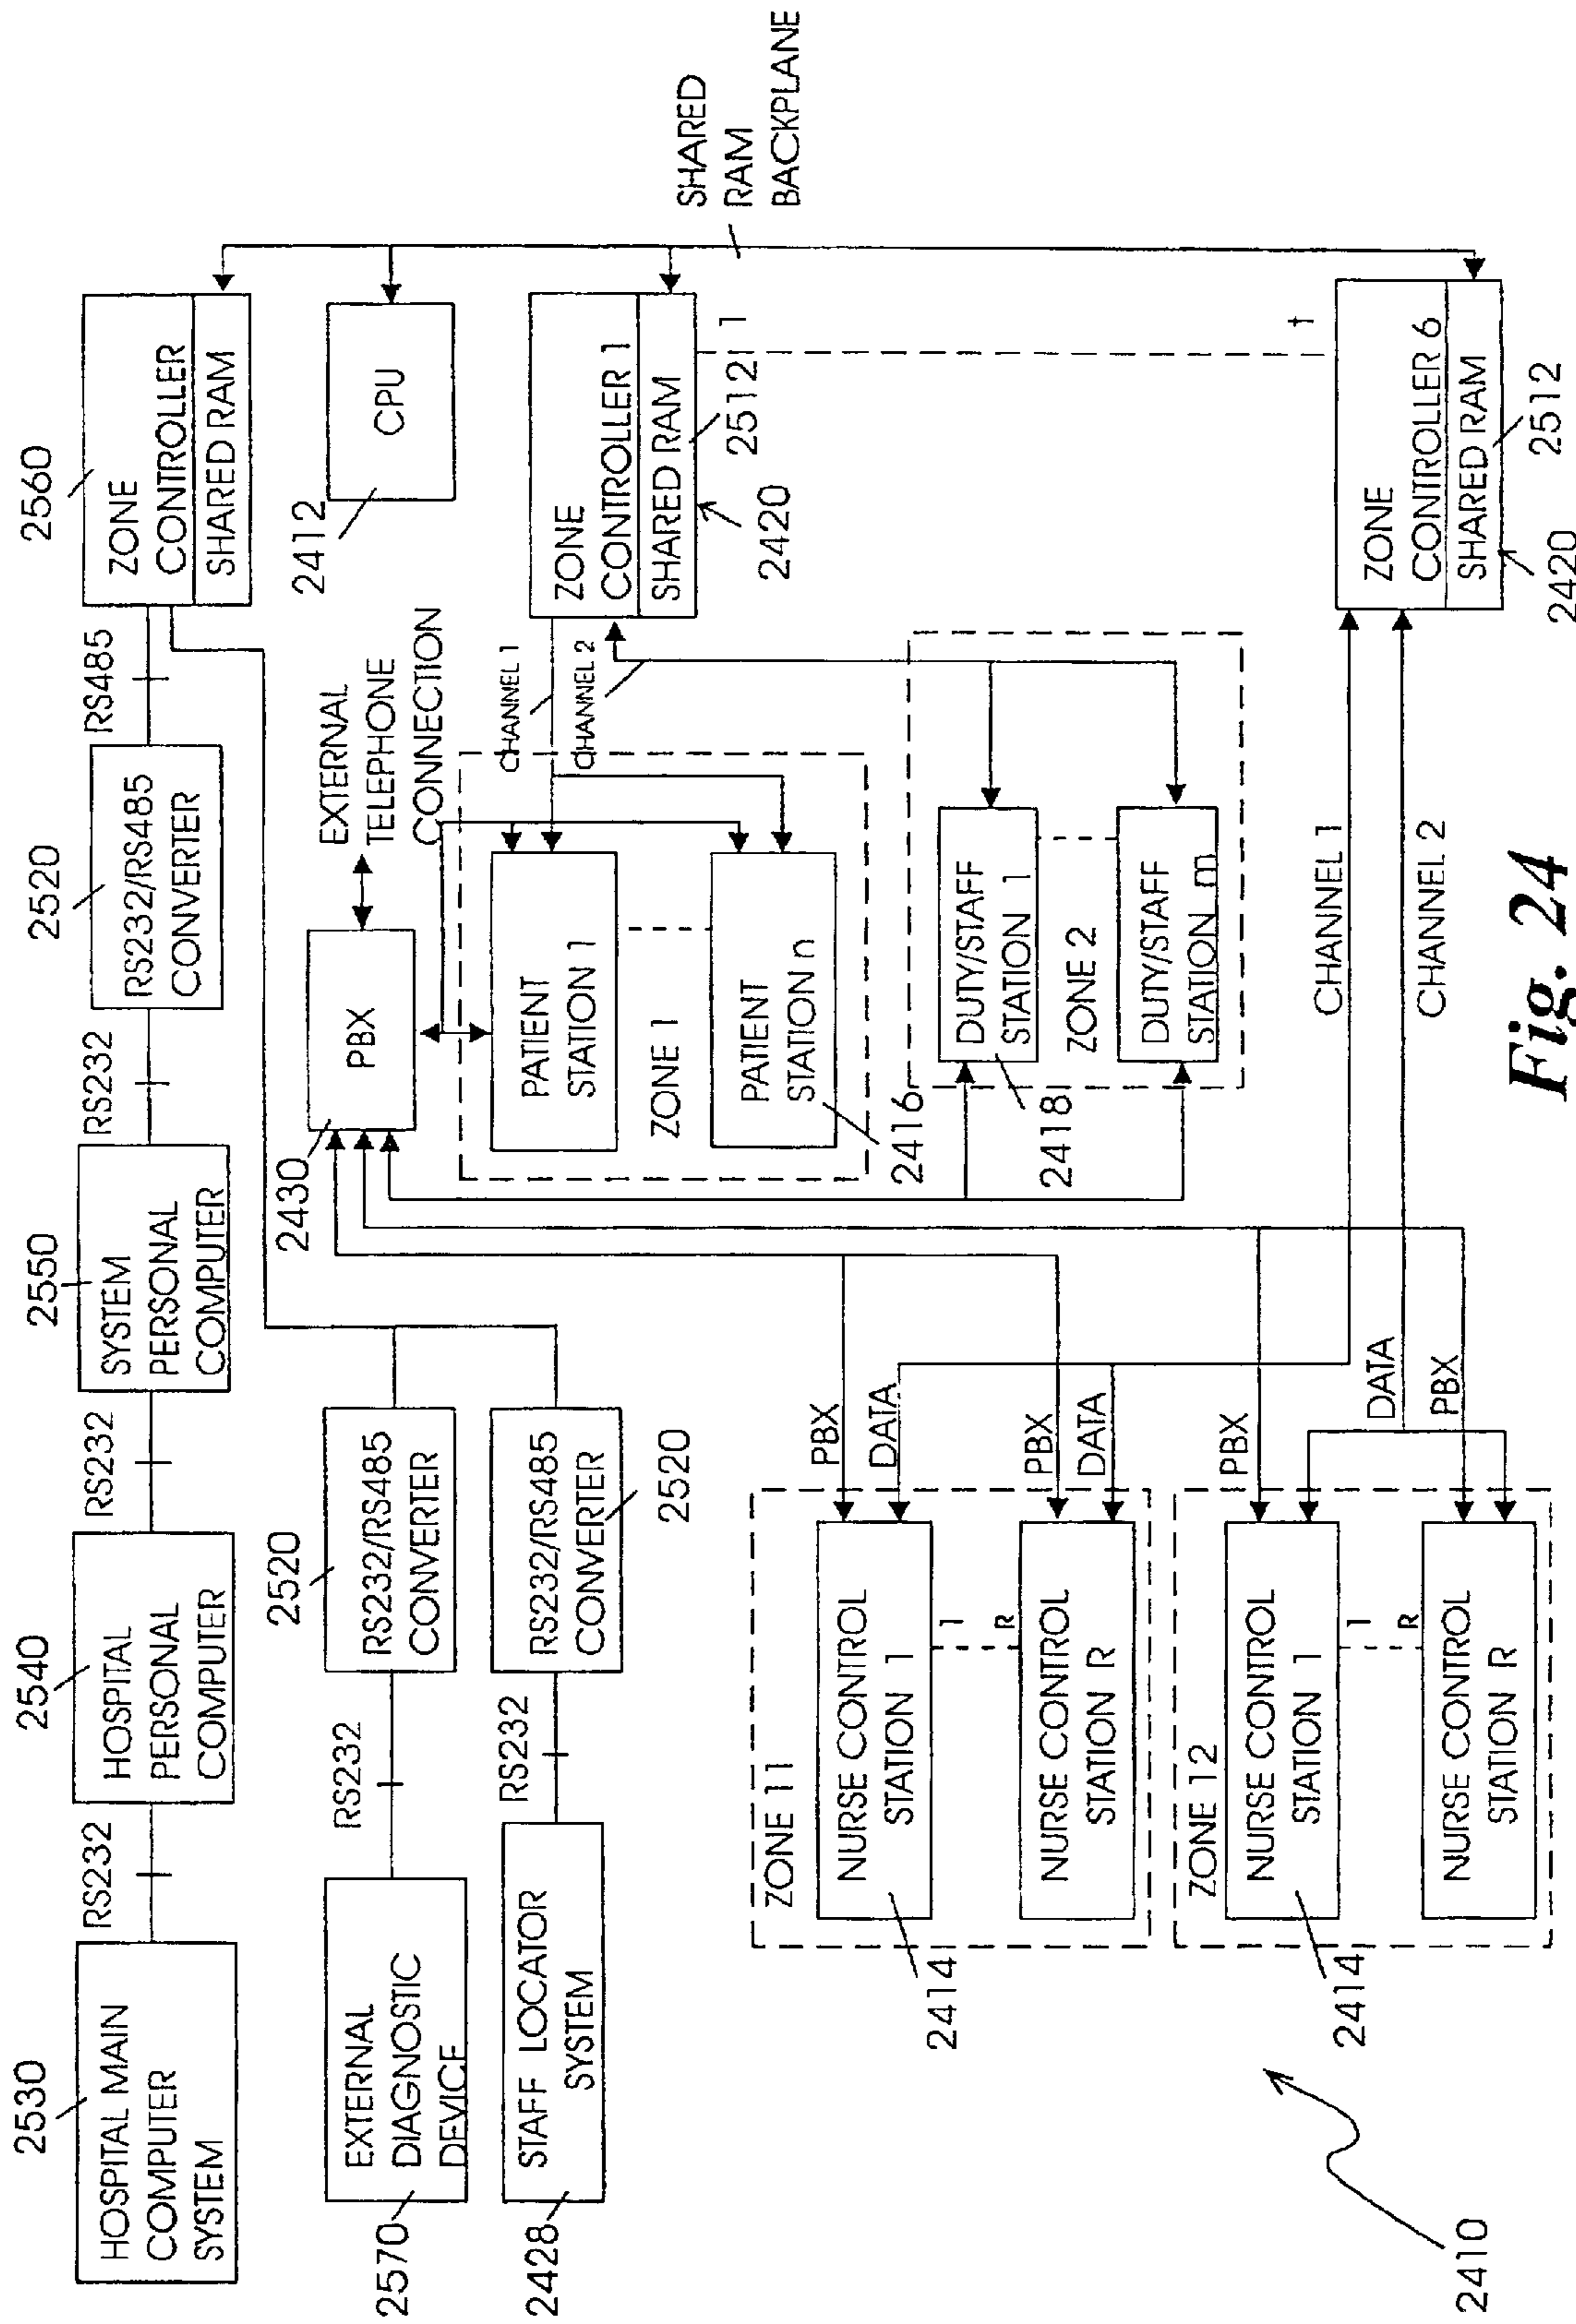 2530
HOSPITAL MAIN
COMPUTER
SYSTEM
RS232
2540
HOSPITAL
PERSONAL
COMPUTER
RS232
2550
SYSTEM
PERSONAL
COMPUTER
RS232
2520
RS232/RS485
CONVERTER
RS485
2560
ZONE
CONTROLLER
SHARED RAM
2570
EXTERNAL
DIAGNOSTIC
DEVICE
RS232
2520
RS232/RS485
CONVERTER
2428
STAFF LOCATOR
SYSTEM
RS232
RS232/RS485
CONVERTER
2520
2430
PBX
EXTERNAL
TELEPHONE
CONNECTION
2412
CPU
SHARED
RAM
BACKPLANE
PATIENT
STATION 1
ZONE 1
PATIENT
STATION n
2416
CHANNEL 1
CHANNEL 2
ZONE
CONTROLLER 1
SHARED RAM
2512
2420
1
t
DUTY/STAFF
STATION 1
ZONE 2
DUTY/STAFF
STATION m
2418
ZONE 11
NURSE CONTROL
STATION 1
1
R
NURSE CONTROL
STATION R
2414
PBX
DATA
PBX
DATA
ZONE 12
NURSE CONTROL
STATION 1
1
R
NURSE CONTROL
STATION R
2414
PBX
DATA
PBX
CHANNEL 1
CHANNEL 2
ZONE
CONTROLLER 6
SHARED RAM
2512
2420
2410
Fig. 24